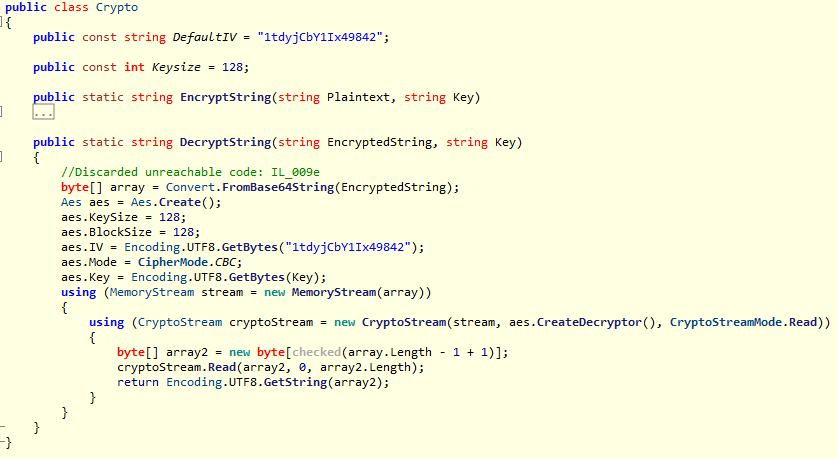 public class Crypto
{
public const string DefaultIV = "1tdyjCbY1Ix49842";
public const int Keysize = 128;
public static string EncryptString(string Plaintext, string Key)
...
public static string DecryptString(string EncryptedString, string Key)
{
//Discarded unreachable code: IL_009e
byte[] array = Convert.FromBase64String(EncryptedString);
Aes aes = Aes.Create();
aes.KeySize = 128;
aes.BlockSize = 128;
aes.IV = Encoding.UTF8.GetBytes("1tdyjCbY1Ix49842");
aes.Mode = CipherMode.CBC;
aes.Key = Encoding.UTF8.GetBytes(Key);
using (MemoryStream stream = new MemoryStream(array))
{
using (CryptoStream cryptoStream = new CryptoStream(stream, aes.CreateDecryptor(), CryptoStreamMode.Read))
{
byte[] array2 = new byte[checked(array.Length - 1 + 1)];
cryptoStream.Read(array2, 0, array2.Length);
return Encoding.UTF8.GetString(array2);
}
}
}
}